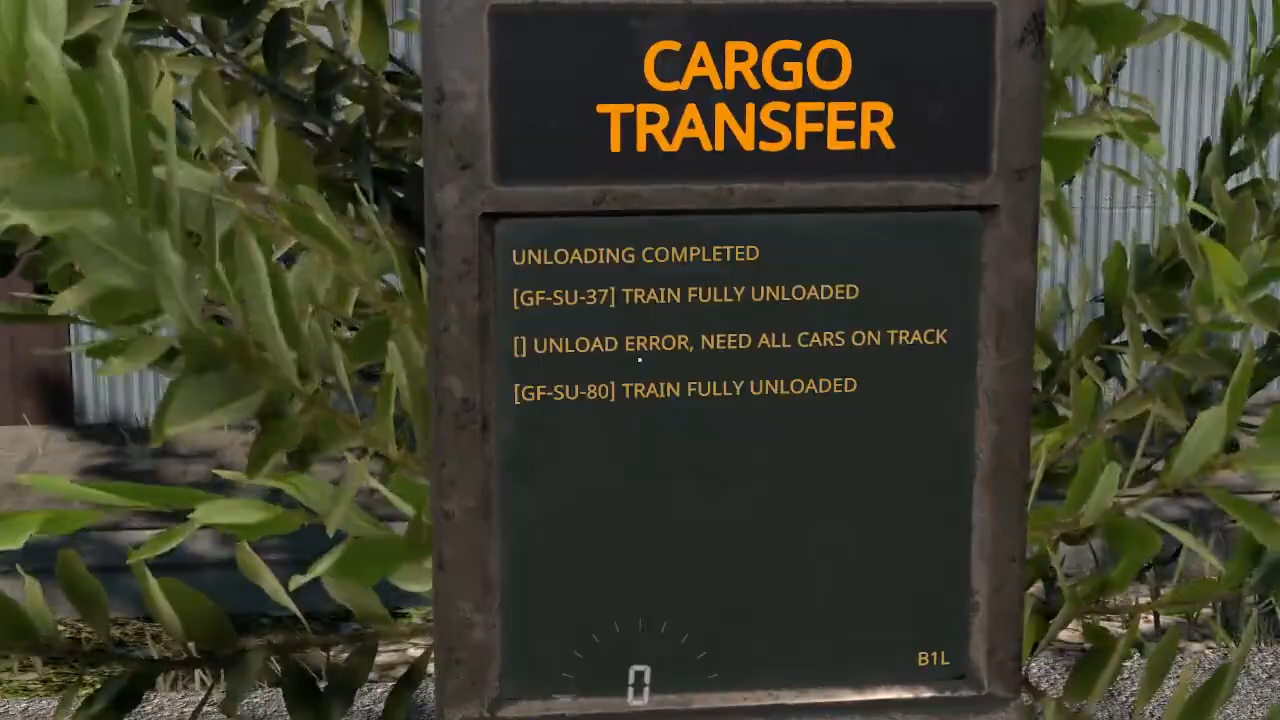 CARGO
TRANSFER
UNLOADING COMPLETED
[GF-SU-37] TRAIN FULLY UNLOADED
[] UNLOAD ERROR, NEED ALL CARS ON TRACK
[GF-SU-80] TRAIN FULLY UNLOADED
B1L
0